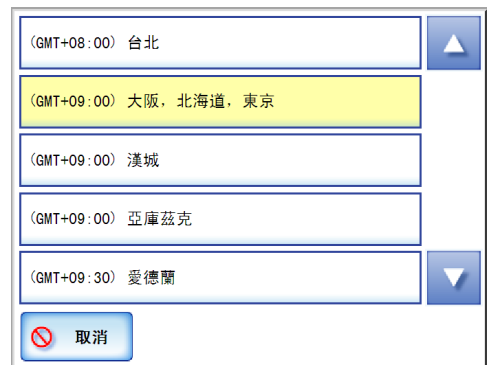 (GMT+08:00) 台北
(GMT+09:00) 大阪，北海道，東京
(GMT+09:00) 漢城
(GMT+09:00) 亞庫茲克
(GMT+09:30) 愛德蘭
取消